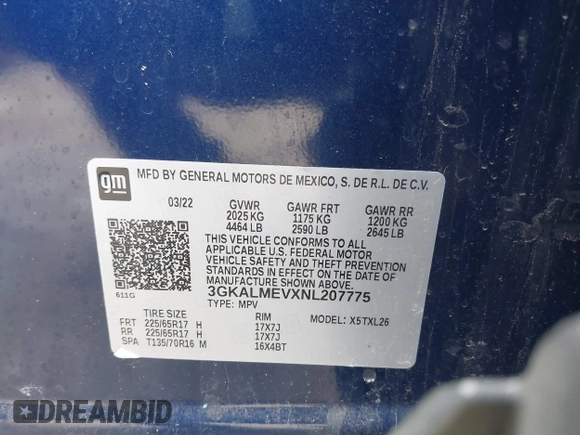 gm
MFD BY GENERAL MOTORS DE MEXICO, S. DE R.L. DE C.V.
03/22 GVWR GAWR FRT GAWR RR
2025 KG 1175 KG 1200 KG
4464 LB 2590 LB 2645 LB
THIS VEHICLE CONFORMS TO ALL
APPLICABLE U.S. FEDERAL MOTOR
VEHICLE SAFETY AND THEFT PREVENTION
STANDARDS IN EFFECT ON THE DATE OF
MANUFACTURE SHOWN ABOVE.
611G
3GKALMEVXNL207775
TYPE: MPV
TIRE SIZE RIM MODEL: X5TXL26
FRT 225/65R17 H 17X7J
RR 225/65R17 H 17X7J
SPA T135/70R16 M 16X4BT
DREAMBID